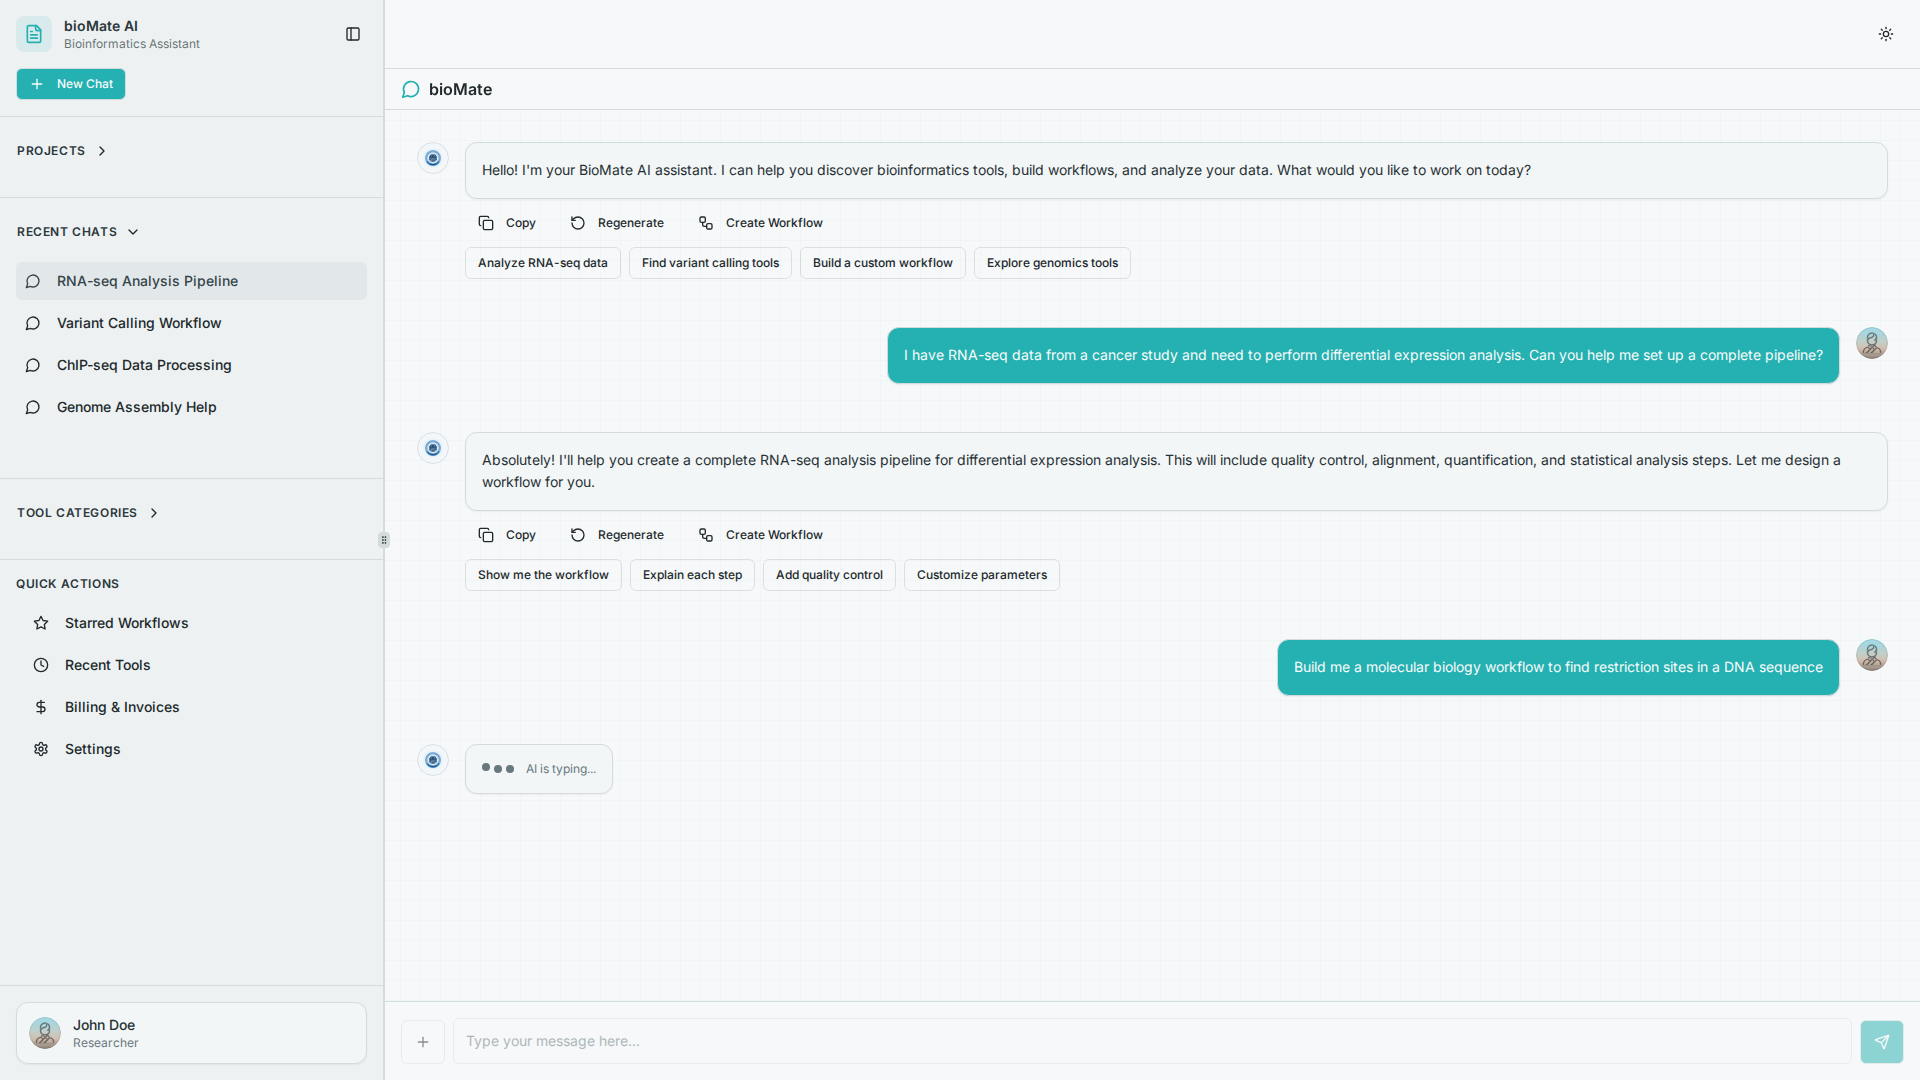 bioMate AI
Bioinformatics Assistant
New Chat
PROJECTS
RECENT CHATS
RNA-seq Analysis Pipeline
Variant Calling Workflow
ChIP-seq Data Processing
Genome Assembly Help
TOOL CATEGORIES
QUICK ACTIONS
Starred Workflows
Recent Tools
Billing & Invoices
Settings
John Doe
Researcher
bioMate
Hello! I'm your BioMate AI assistant. I can help you discover bioinformatics tools, build workflows, and analyze your data. What would you like to work on today?
Copy Regenerate Create Workflow
Analyze RNA-seq data Find variant calling tools Build a custom workflow Explore genomics tools
I have RNA-seq data from a cancer study and need to perform differential expression analysis. Can you help me set up a complete pipeline?
Absolutely! I'll help you create a complete RNA-seq analysis pipeline for differential expression analysis. This will include quality control, alignment, quantification, and statistical analysis steps. Let me design a
workflow for you.
Copy Regenerate Create Workflow
Show me the workflow Explain each step Add quality control Customize parameters
Build me a molecular biology workflow to find restriction sites in a DNA sequence
AI is typing...
Type your message here...